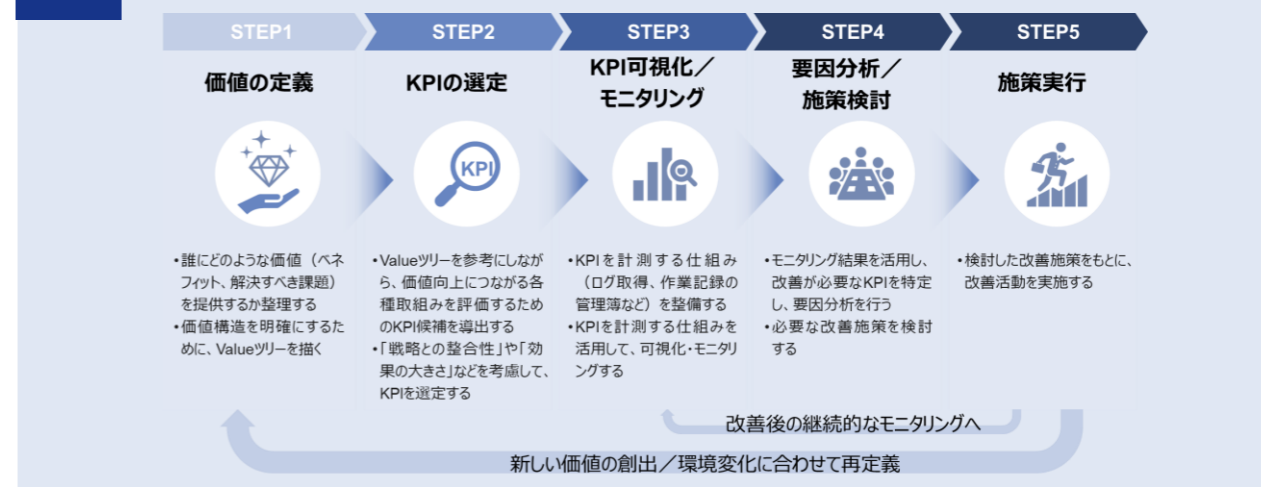 STEP1
STEP2
STEP3
STEP4
STEP5
価値の定義
KPIの選定
KPI可視化／
モニタリング
要因分析／
施策検討
施策実行
KPI
•誰にどのような価値（ベネ
フィット、解決すべき課題）
を提供するか整理する
•価値構造を明確にするた
めに、Valueツリーを描く
•Valueツリーを参考にしなが
ら、価値向上につながる各
種取組みを評価するため
のKPI候補を導出する
•「戦略との整合性」や「効
果の大きさ」などを考慮して、
KPIを選定する
•KPIを計測する仕組み
（ログ取得、作業記録の
管理簿など）を整備する
•KPIを計測する仕組みを
活用して、可視化・モニタリ
ングする
•モニタリング結果を活用し、
改善が必要なKPIを特定
し、要因分析を行う
•必要な改善施策を検討
する
•検討した改善施策をもとに、
改善活動を実施する
改善後の継続的なモニタリングへ
新しい価値の創出／環境変化に合わせて再定義